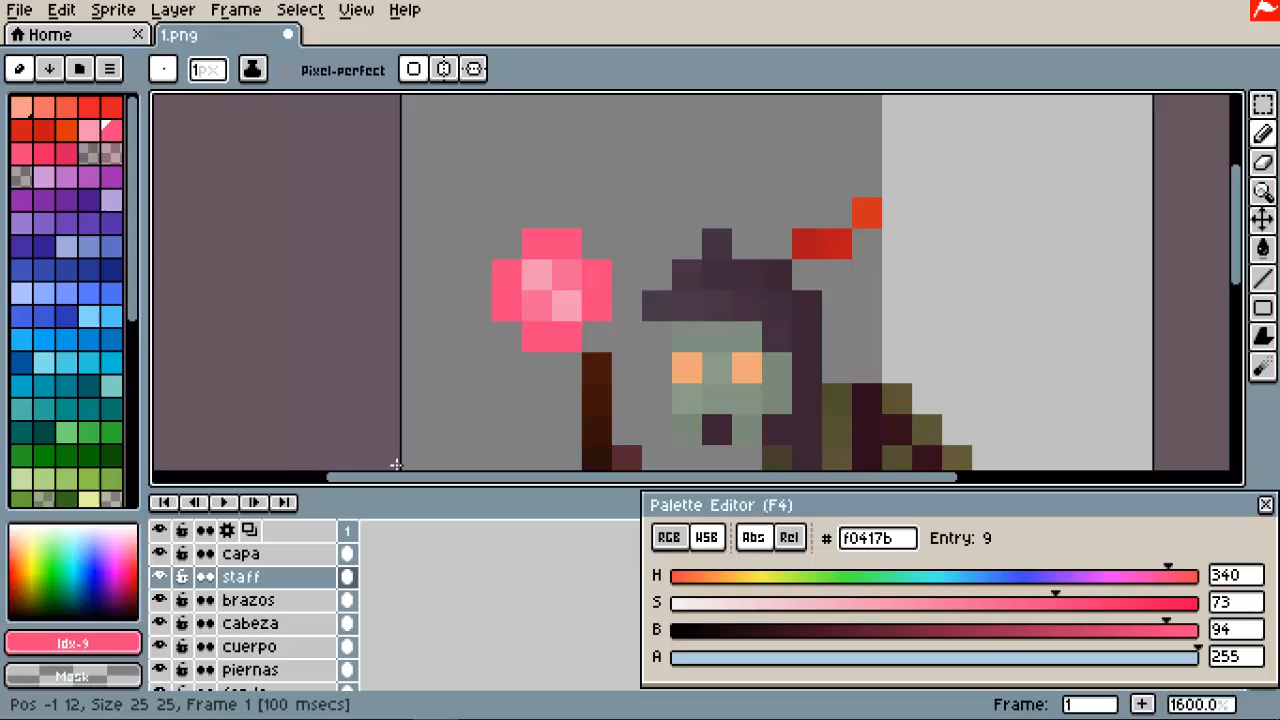 File Edit Sprite Layer Frame Select View Help
Home
1.png
1px
Pixel-perfect
Palette Editor (F4)
RGB HSB Abs Rel # f0417b Entry: 9
H 340
S 73
B 94
A 255
1
capa
staff
brazos
cabeza
cuerpo
piernas
Idx-9
Mask
Pos -1 12, Size 25 25, Frame 1 [100 msecs]
Frame: 1 + 1600.0%